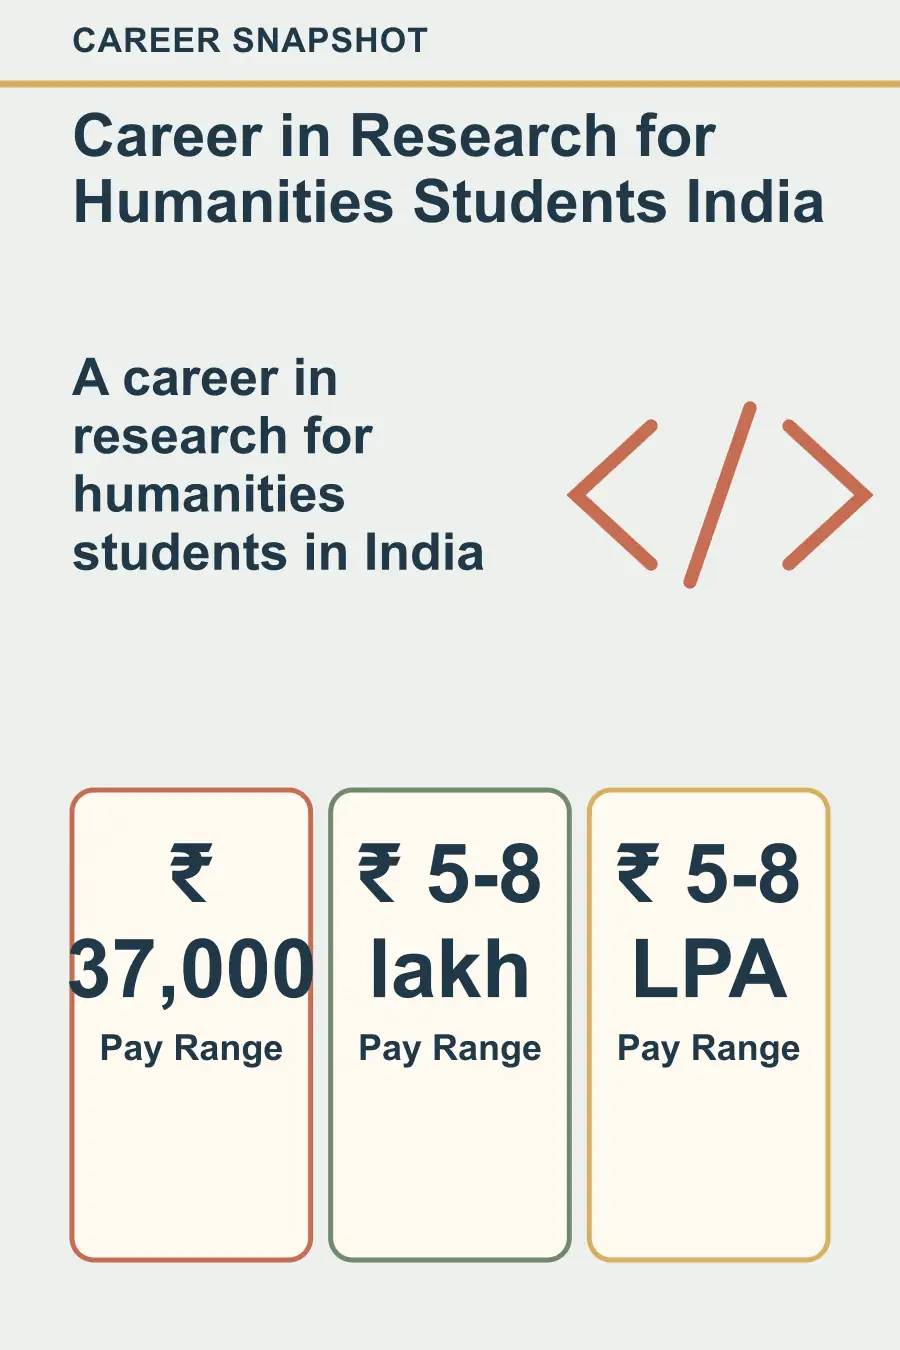 CAREER SNAPSHOT
Career in Research for
Humanities Students India
A career in
research for
humanities
students in India
₹
37,000
Pay Range
₹ 5-8
lakh
Pay Range
₹ 5-8
LPA
Pay Range